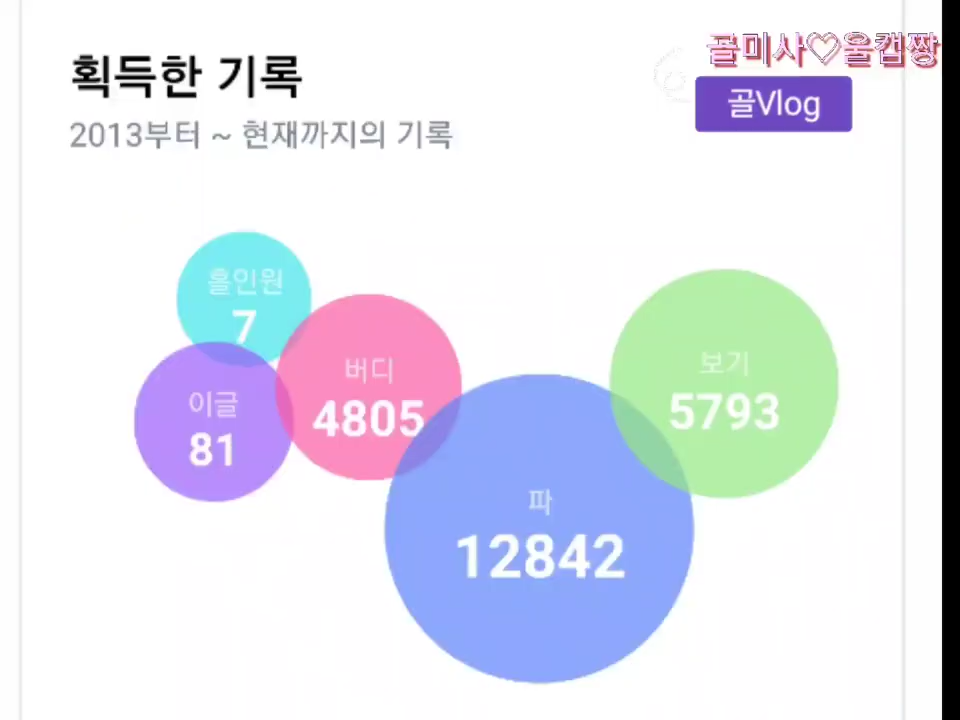 골미사♡울캡짱
획득한 기록
골Vlog
2013부터 ~ 현재까지의 기록
홀인원
7
버디
4805
이글
81
보기
5793
파
12842